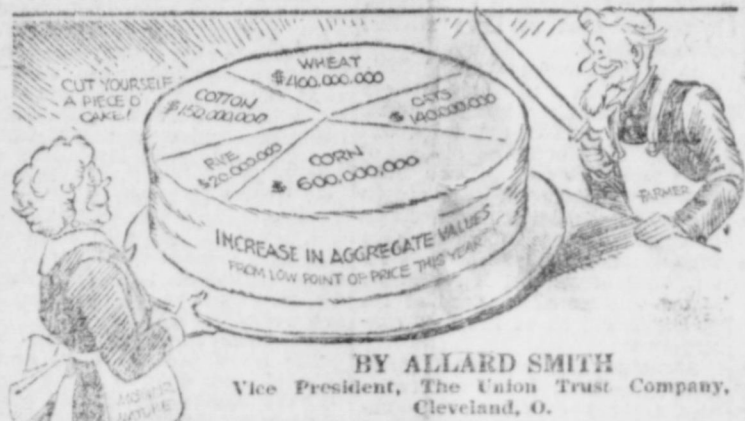 CUT YOURSELF
A PIECE O'
CAKE!
WHEAT
$400.000.000
COTTON
$150.000.000
OATS
$140.000.000
RYE
$20.000.000
CORN
$600,000,000
INCREASE IN AGGREGATE VALUES
FROM LOW POINT OF PRICE THIS YEAR
FARMER
MOTHER
NATURE
BY ALLARD SMITH
Vice President, The Union Trust Company,
Cleveland, O.